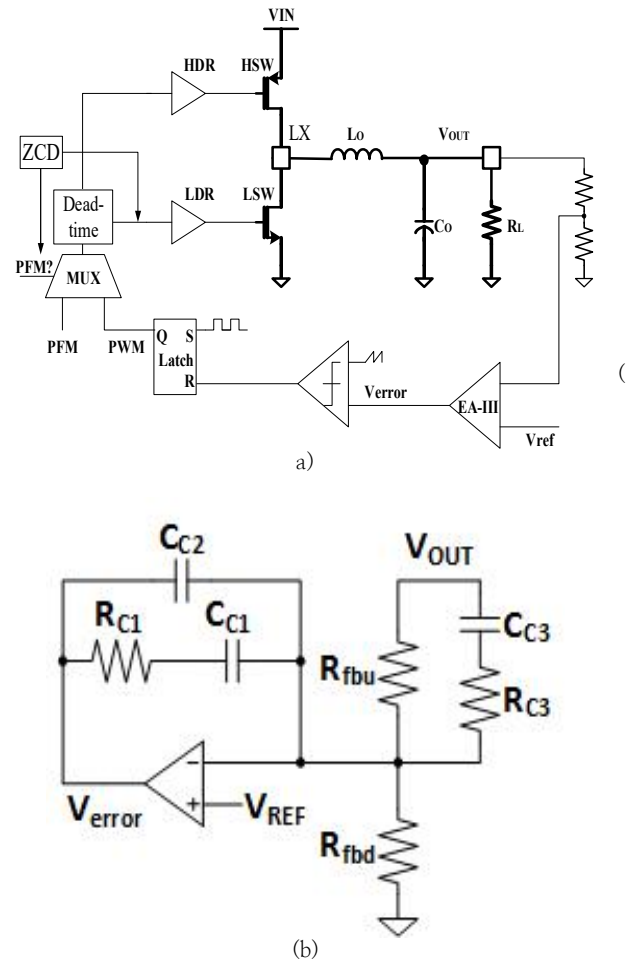 VIN
HDR
HSW
LX
LO
VOUT
ZCD
Dead-
time
LDR
LSW
CO
RL
PFM?
MUX
PFM
PWM
Q
S
Latch
R
Verror
EA-III
Vref
(
a)
CC2
RC1
CC1
VOUT
CC3
Rfbu
RC3
Verror
VREF
Rfbd
(b)